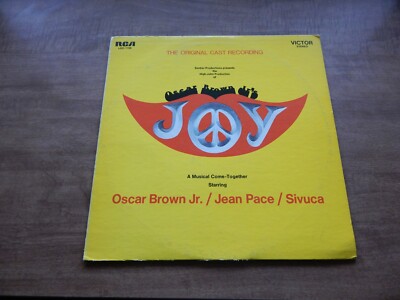 RCA
VICTOR
THE ORIGINAL CAST RECORDING
Oscar Brown Jr's
JOY
A Musical Come-Together
Starring
Oscar Brown Jr. / Jean Pace / Sivuca